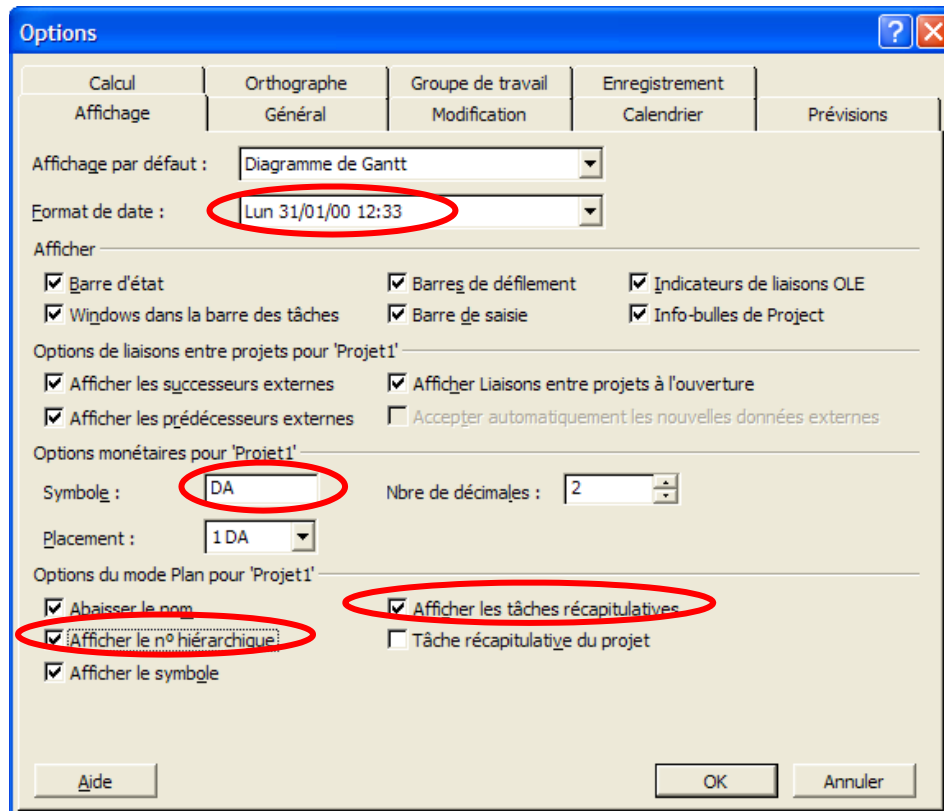 Options
Calcul Orthographe Groupe de travail Enregistrement
Affichage Général Modification Calendrier Prévisions
Affichage par défaut : Diagramme de Gantt
Format de date : Lun 31/01/00 12:33
Afficher
Barre d'état Barres de défilement Indicateurs de liaisons OLE
Windows dans la barre des tâches Barre de saisie Info-bulles de Project
Options de liaisons entre projets pour 'Projet1'
Afficher les successeurs externes Afficher Liaisons entre projets à l'ouverture
Afficher les prédécesseurs externes Accepter automatiquement les nouvelles données externes
Options monétaires pour 'Projet1'
Symbole : DA Nbre de décimales : 2
Placement : 1 DA
Options du mode Plan pour 'Projet1'
Abaisser le nom Afficher les tâches récapitulatives
Afficher le nº hiérarchique Tâche récapitulative du projet
Afficher le symbole
Aide OK Annuler